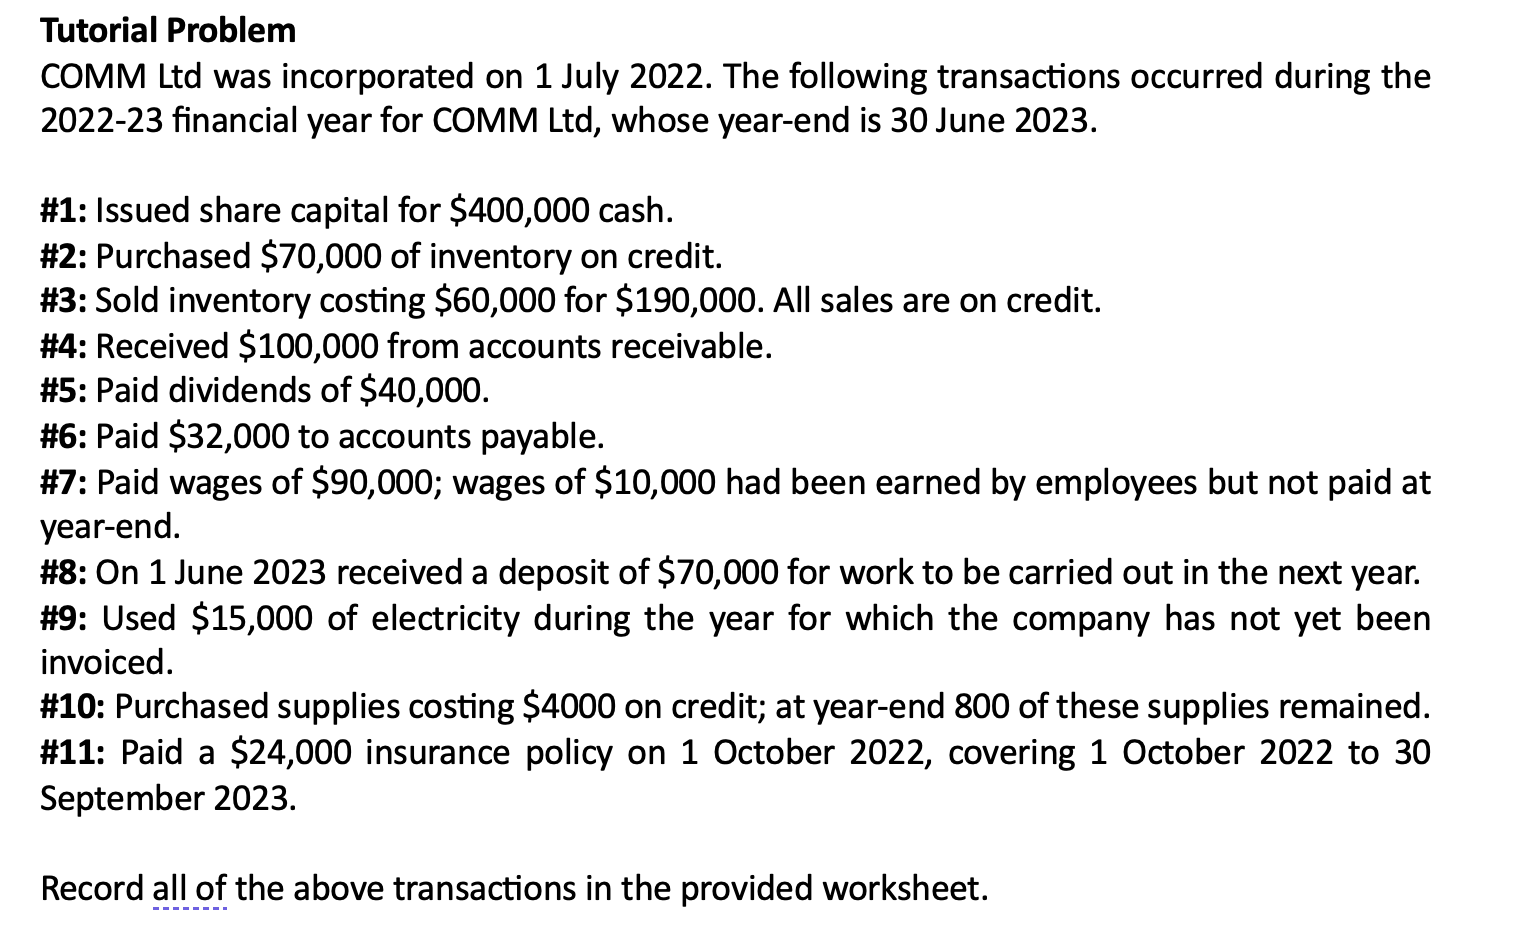 Tutorial Problem
COMM Ltd was incorporated on 1 July 2022. The following transactions occurred during the
2022-23 financial year for COMM Ltd, whose year-end is 30 June 2023.
#1: Issued share capital for $400,000 cash.
#2: Purchased $70,000 of inventory on credit.
#3: Sold inventory costing $60,000 for $190,000. All sales are on credit.
#4: Received $100,000 from accounts receivable.
#5: Paid dividends of $40,000.
#6: Paid $32,000 to accounts payable.
#7: Paid wages of $90,000; wages of $10,000 had been earned by employees but not paid at
year-end.
#8: On 1 June 2023 received a deposit of $70,000 for work to be carried out in the next year.
#9: Used $15,000 of electricity during the year for which the company has not yet been
invoiced.
#10: Purchased supplies costing $4000 on credit; at year-end 800 of these supplies remained.
#11: Paid a $24,000 insurance policy on 1 October 2022, covering 1 October 2022 to 30
September 2023.
Record all of the above transactions in the provided worksheet.